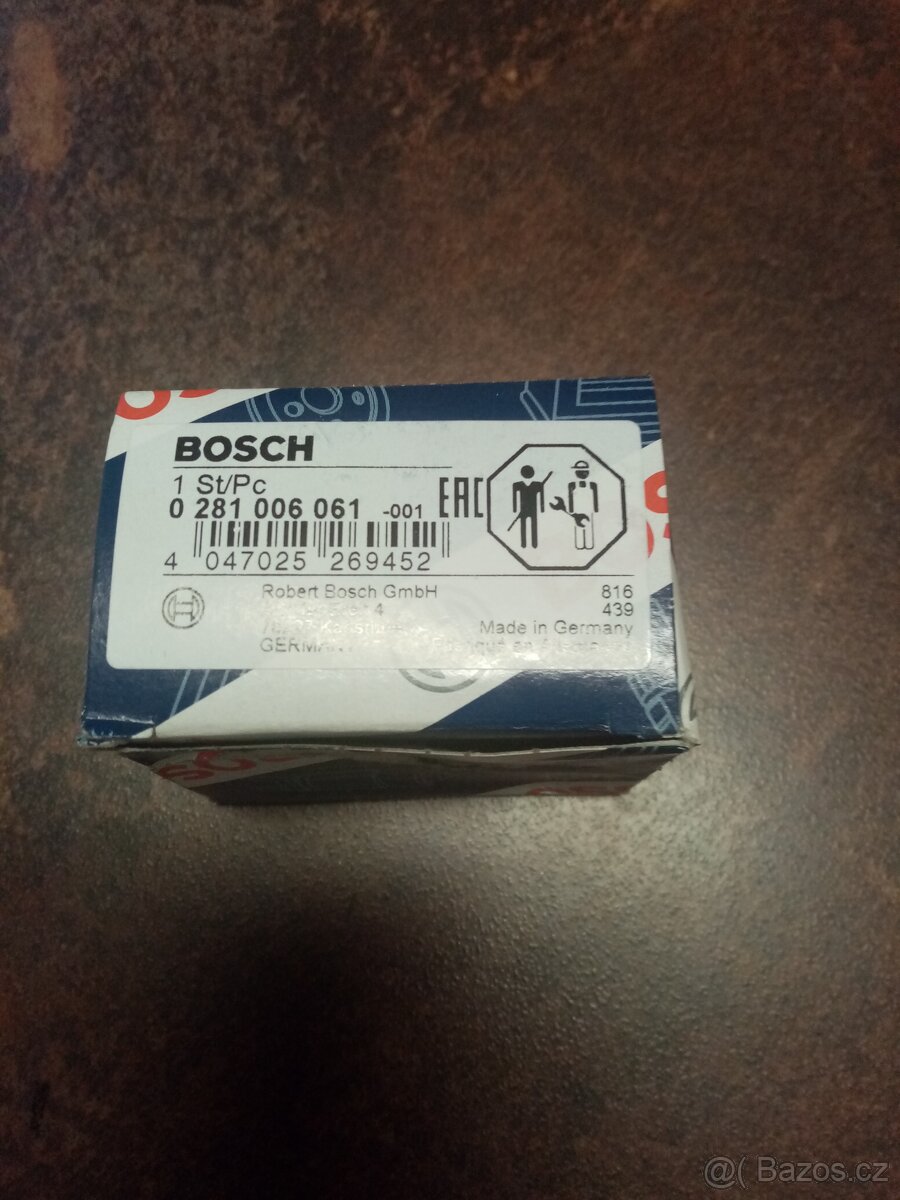 BOSCH
1 St/Pc
0 281 006 061 -001
EAC
4 047025 269452
Robert Bosch GmbH 816
439
Made in Germany
GERMANY
@( Bazos.cz